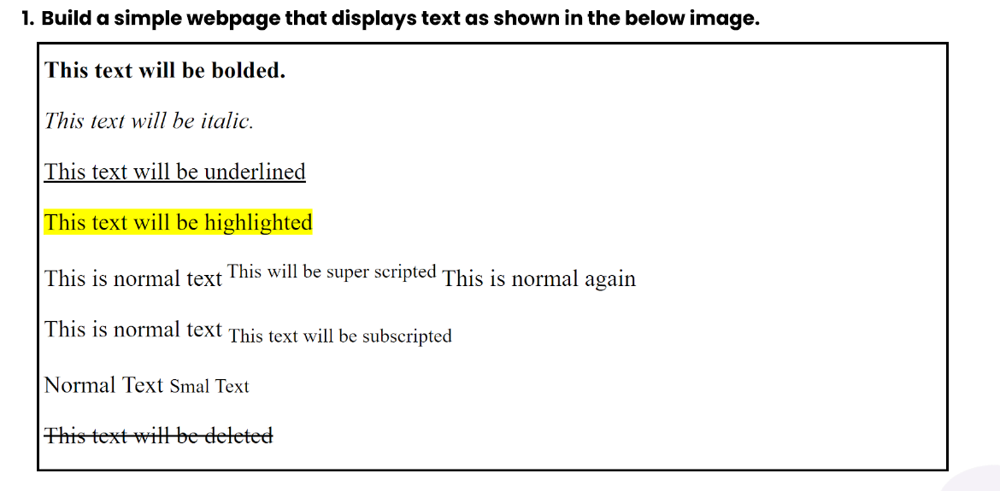 1. Build a simple webpage that displays text as shown in the below image.
This text will be bolded.
This text will be italic.
This text will be underlined
This text will be highlighted
This is normal text This will be super scripted This is normal again
This is normal text This text will be subscripted
Normal Text Smal Text
This text will be deleted